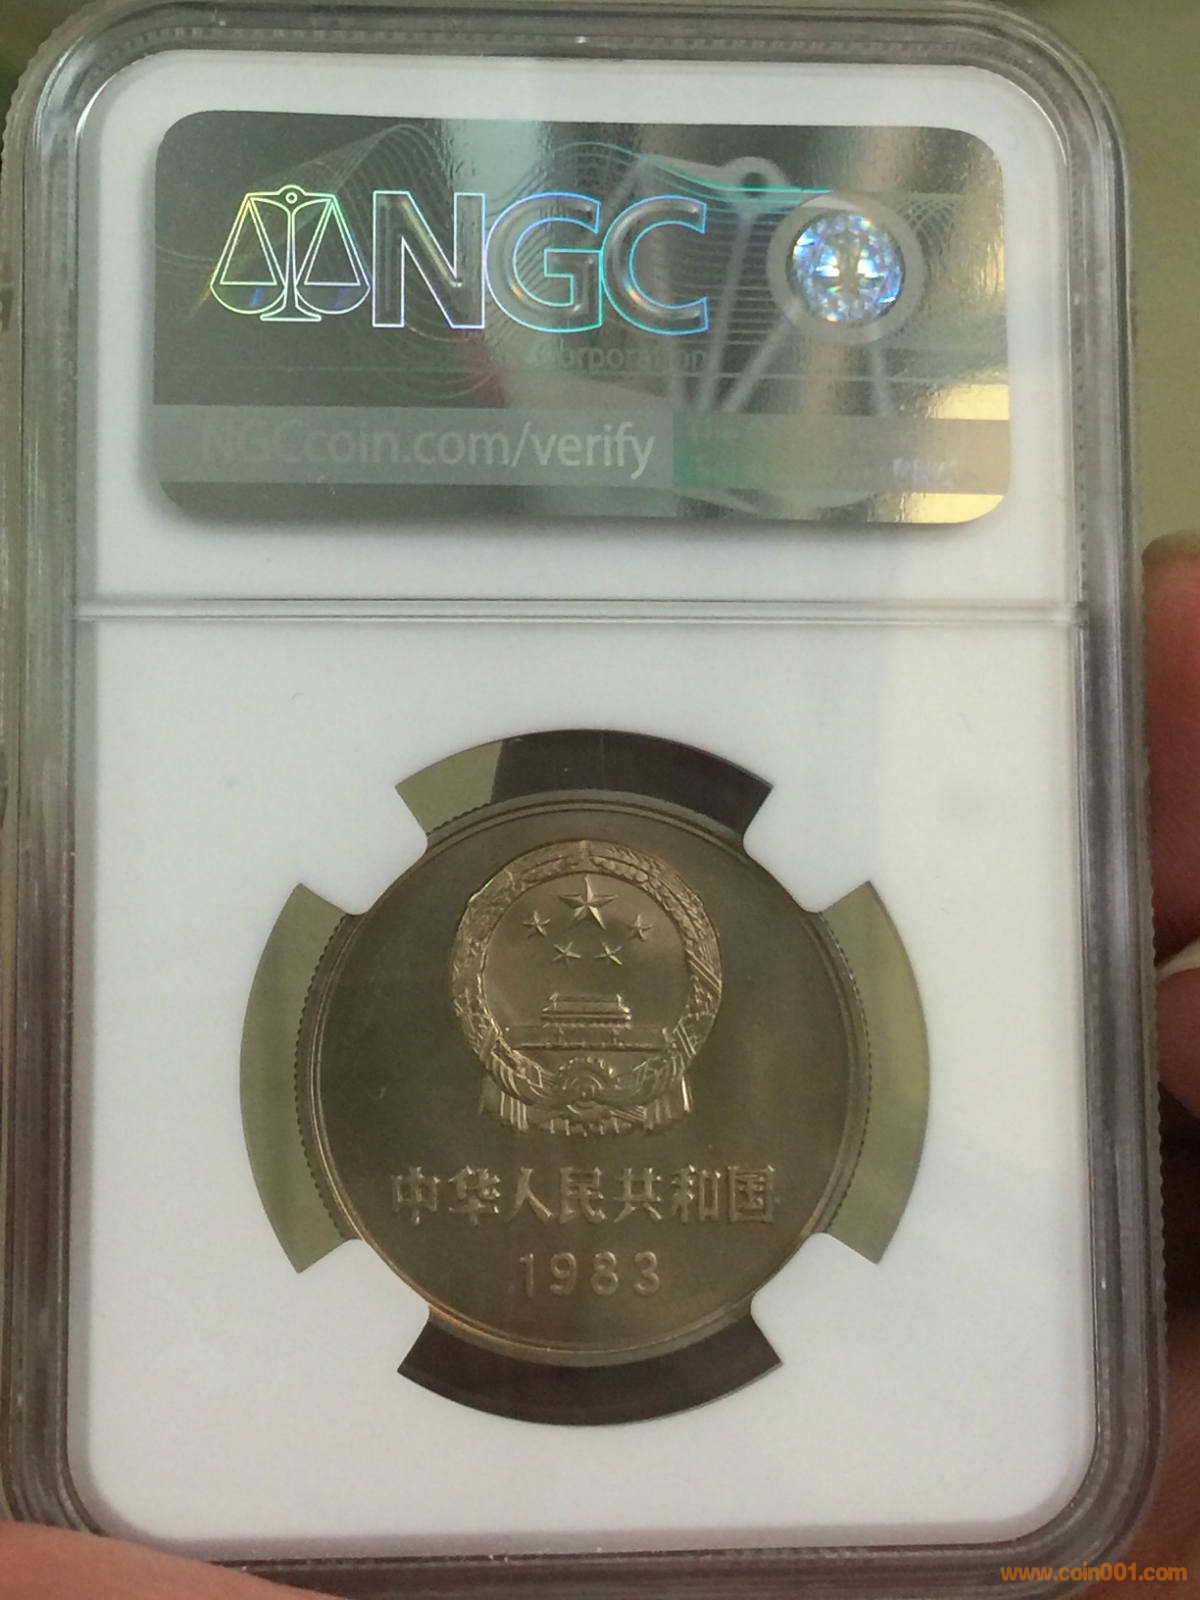 NGC
Corporation
NGCcoin.com/verify
中华人民共和国
1983
www.coin001.com